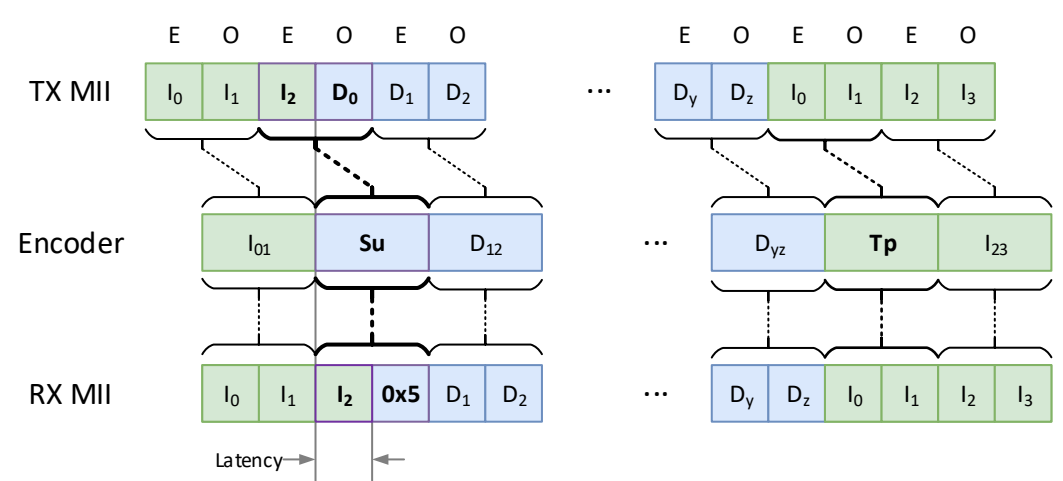 E O E O E O E O E O E O
TX MII I₀ I₁ I₂ D₀ D₁ D₂ ... Dy Dz I₀ I₁ I₂ I₃
Encoder I₀₁ Su D₁₂ ... Dyz Tp I₂₃
RX MII I₀ I₁ I₂ 0x5 D₁ D₂ ... Dy Dz I₀ I₁ I₂ I₃
Latency